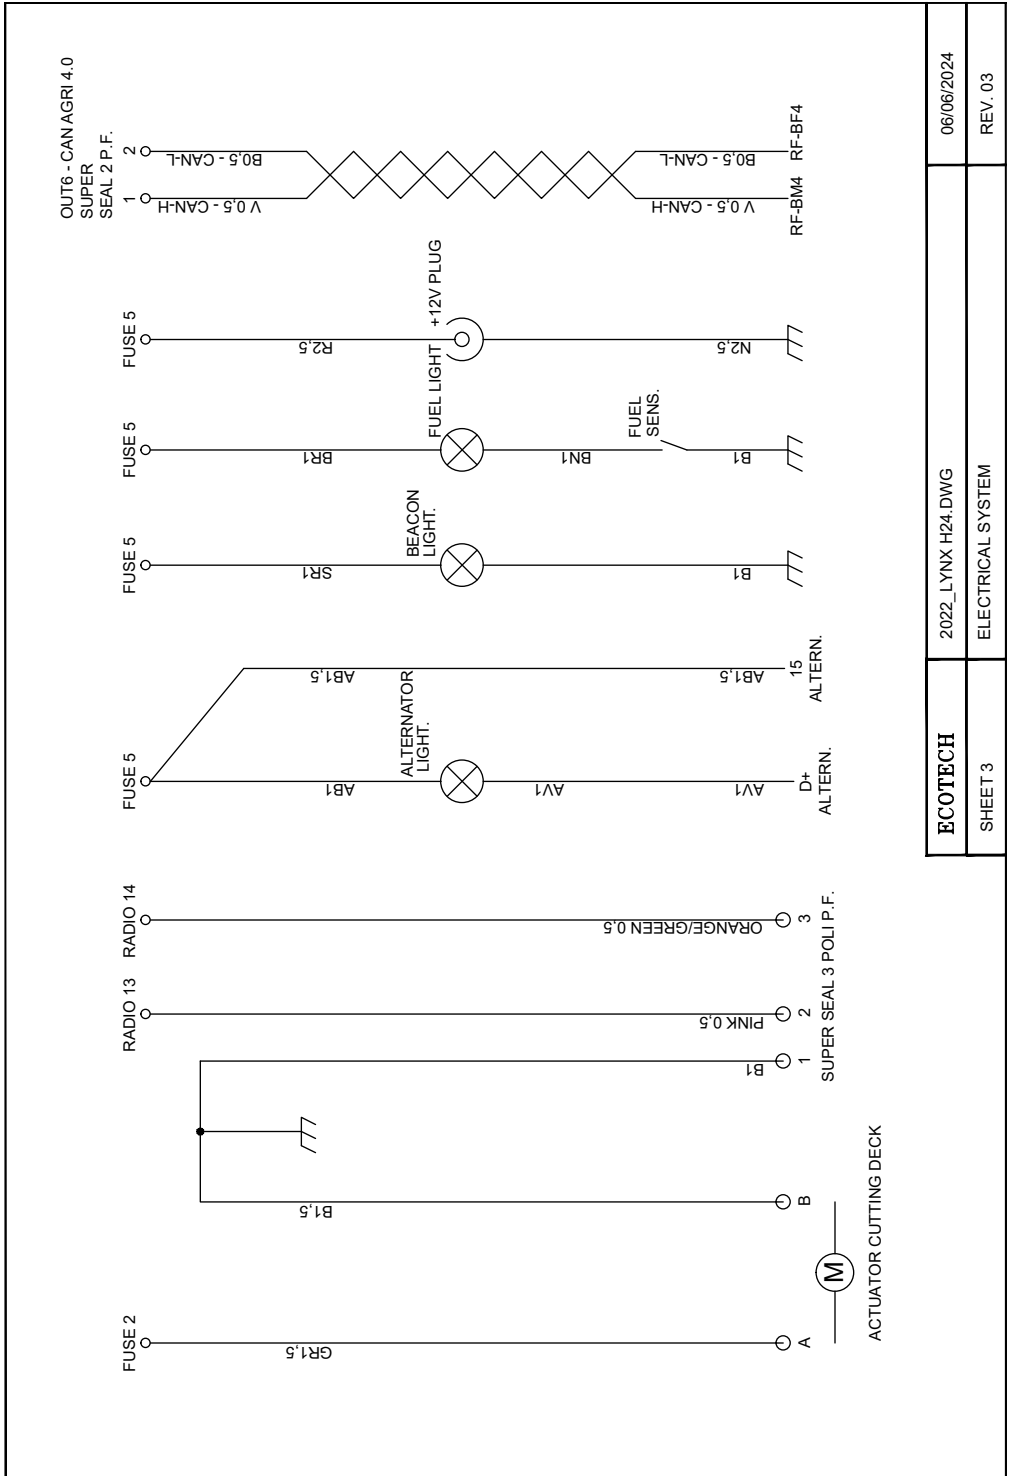 FUSE 2
GR1,5
A
M
ACTUATOR CUTTING DECK
B1,5
B
B1
1
RADIO 13
PINK 0,5
2
RADIO 14
ORANGE/GREEN 0,5
3
SUPER SEAL 3 POLI P.F.
FUSE 5
AB1
ALTERNATOR
LIGHT.
AV1
AV1
D+
ALTERN.
AB1,5
AB1,5
15
ALTERN.
FUSE 5
SR1
BEACON
LIGHT.
B1
FUSE 5
BR1
FUEL LIGHT
BN1
FUEL
SENS.
B1
FUSE 5
R2,5
+12V PLUG
N2,5
OUT6 - CAN AGRI 4.0
SUPER
SEAL 2 P.F.
1
2
V 0,5 - CAN-H
B0,5 - CAN-L
V 0,5 - CAN-H
B0,5 - CAN-L
RF-BM4
RF-BF4
ECOTECH
2022_LYNX H24.DWG
06/06/2024
SHEET 3
ELECTRICAL SYSTEM
REV. 03